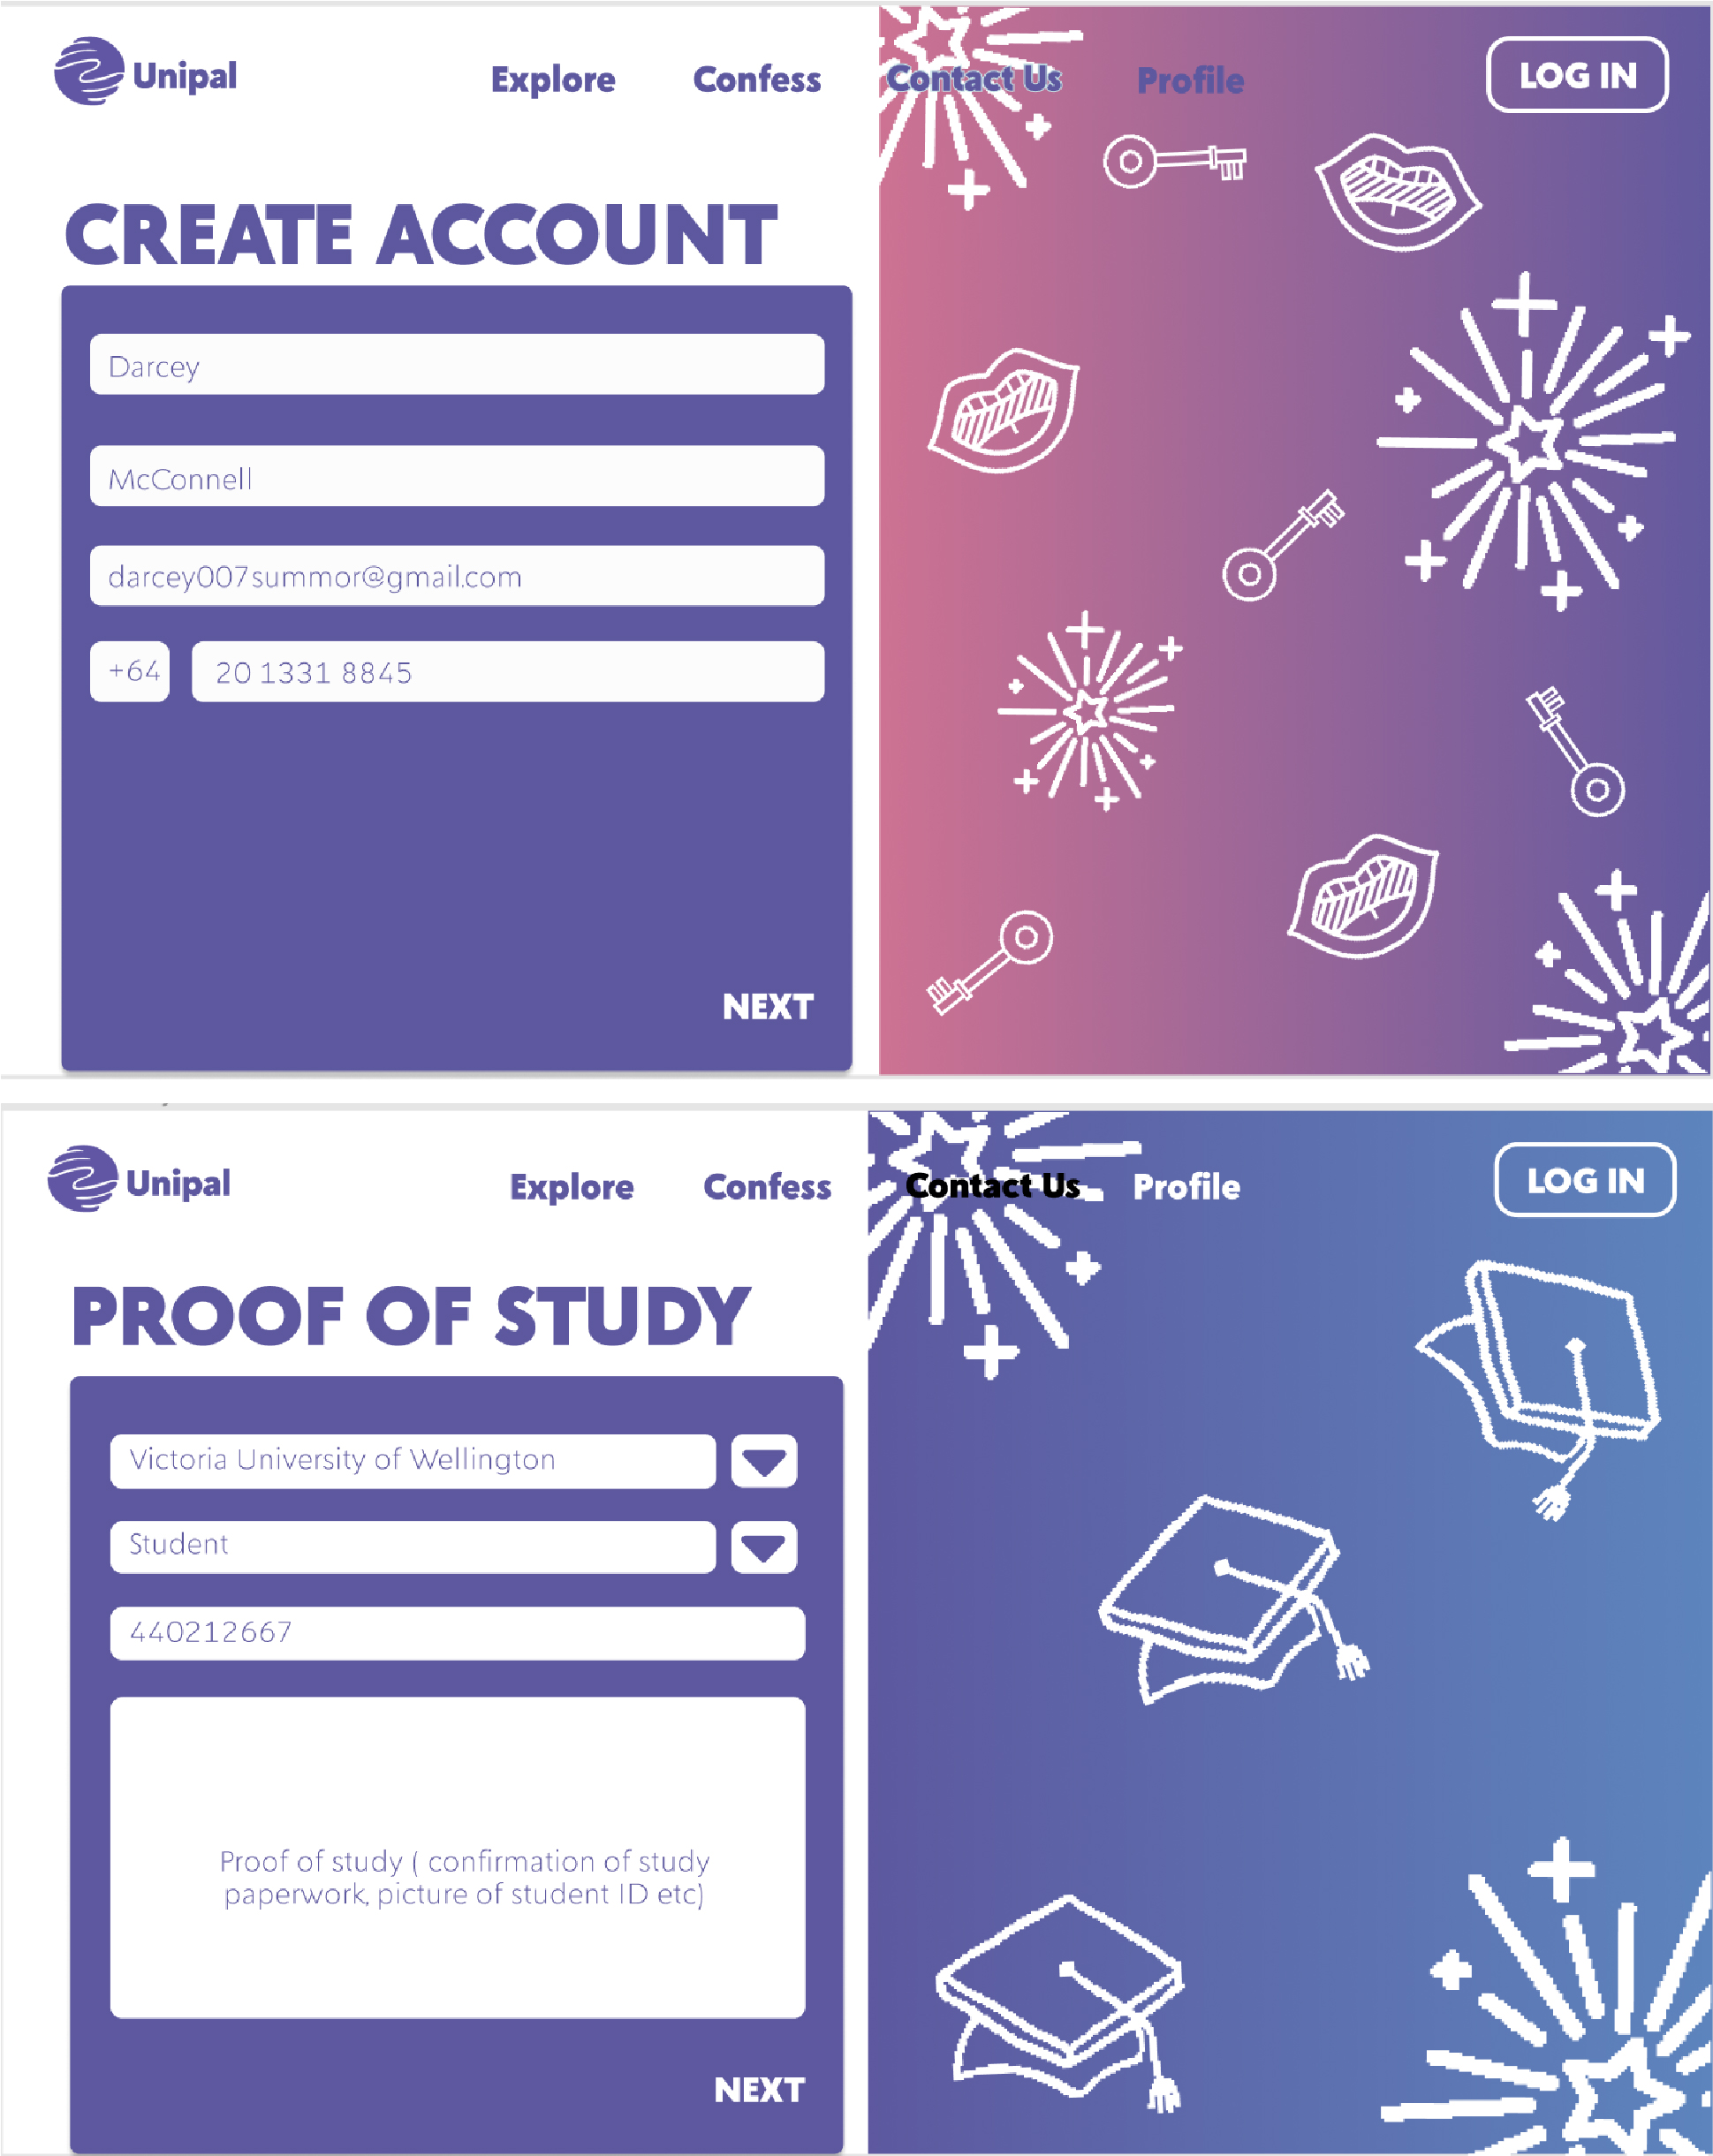 Unipal
Explore
Confess
Contact Us
Profile
LOG IN
CREATE ACCOUNT
Darcey
McConnell
darcey007summor@gmail.com
+64 20 1331 8845
NEXT
Unipal
Explore
Confess
Contact Us
Profile
LOG IN
PROOF OF STUDY
Victoria University of Wellington
Student
440212667
Proof of study ( confirmation of study
paperwork, picture of student ID etc)
NEXT